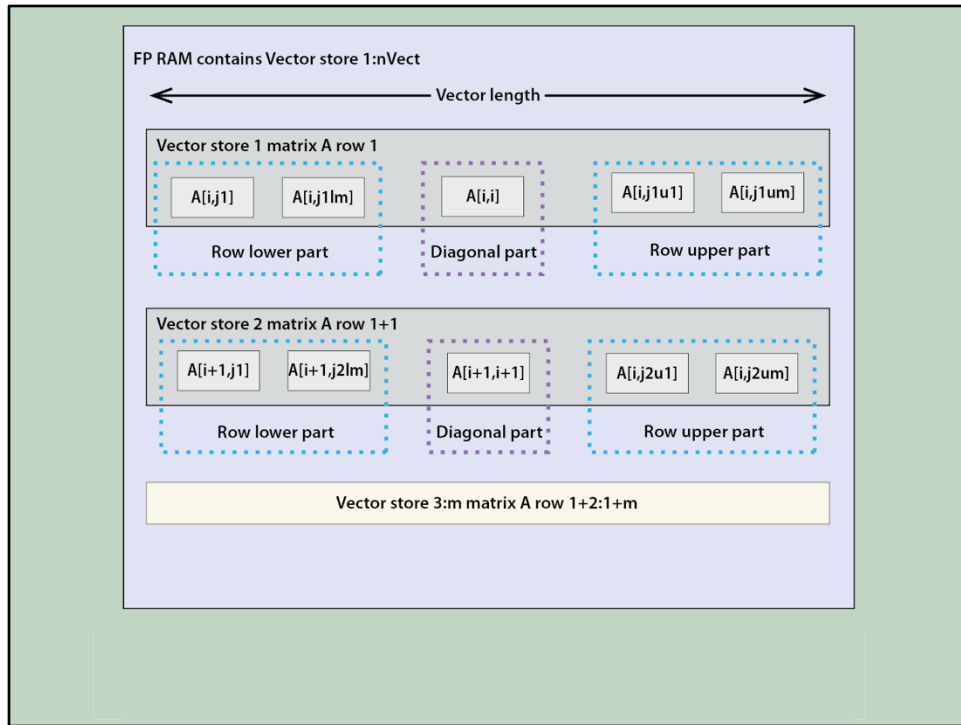 FP RAM contains Vector store 1:nVect
Vector length
Vector store 1 matrix A row 1
A[i,j1] A[i,j1lm] A[i,i] A[i,j1u1] A[i,j1um]
Row lower part Diagonal part Row upper part
Vector store 2 matrix A row 1+1
A[i+1,j1] A[i+1,j2lm] A[i+1,i+1] A[i,j2u1] A[i,j2um]
Row lower part Diagonal part Row upper part
Vector store 3:m matrix A row 1+2:1+m